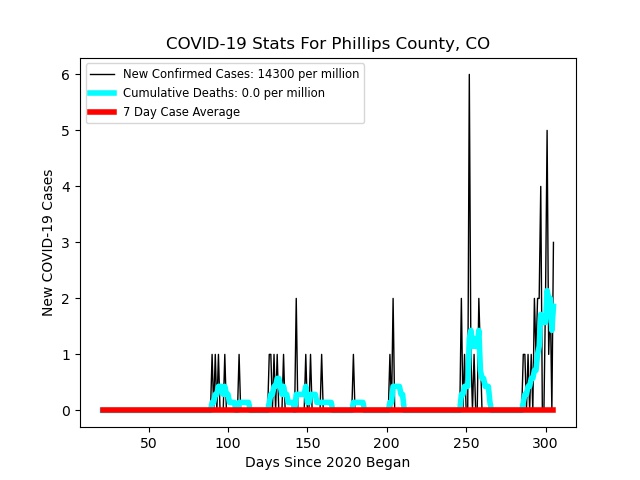 COVID-19 Stats For Phillips County, CO
New Confirmed Cases: 14300 per million
Cumulative Deaths: 0.0 per million
7 Day Case Average
New COVID-19 Cases
6
5
4
3
2
1
0
50 100 150 200 250 300
Days Since 2020 Began